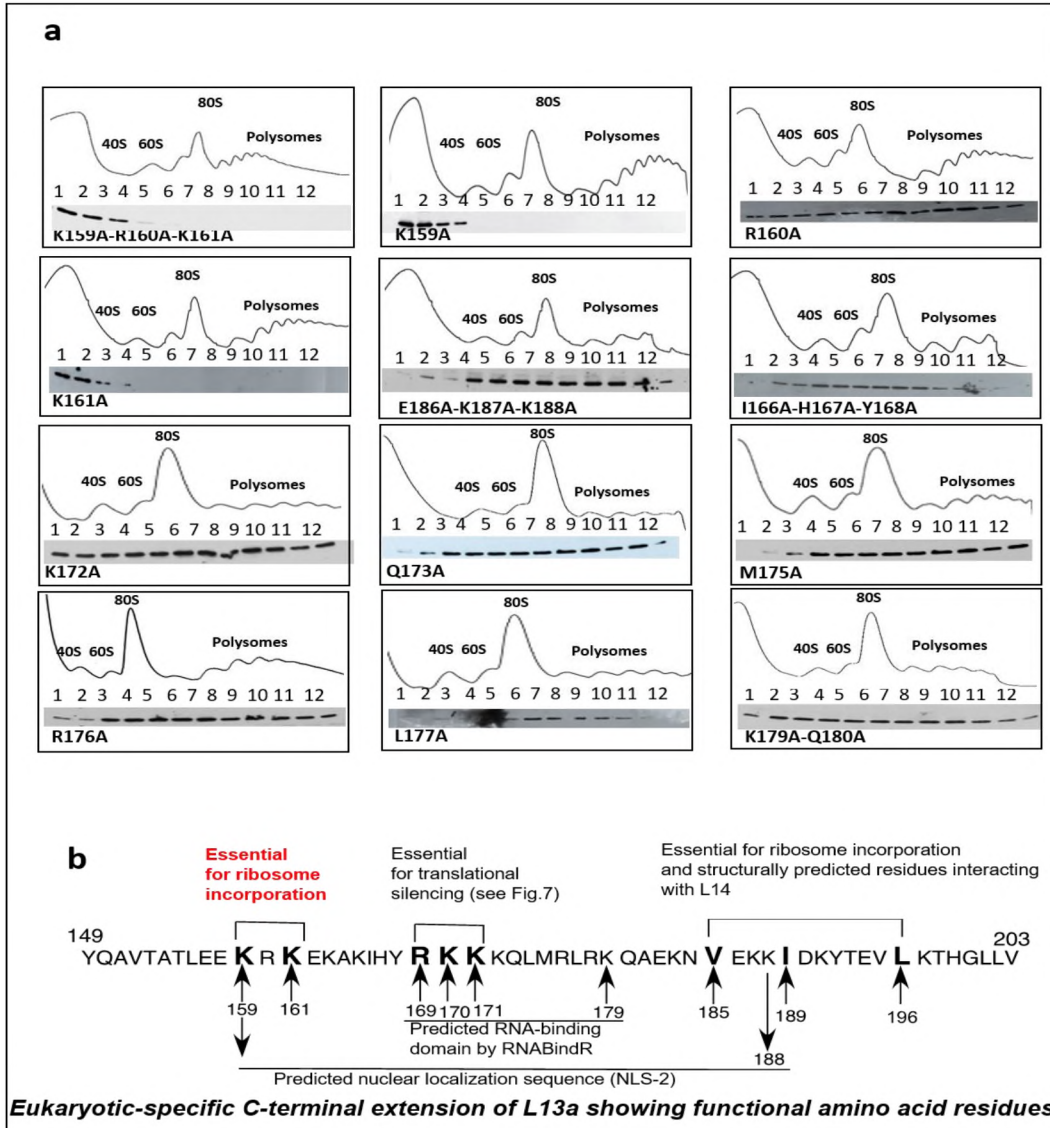 a
80S
40S 60S Polysomes
1 2 3 4 5 6 7 8 9 10 11 12
K159A-R160A-K161A
80S
40S 60S Polysomes
1 2 3 4 5 6 7 8 9 10 11 12
K159A
80S
40S 60S Polysomes
1 2 3 4 5 6 7 8 9 10 11 12
R160A
80S
40S 60S Polysomes
1 2 3 4 5 6 7 8 9 10 11 12
K161A
80S
40S 60S Polysomes
1 2 3 4 5 6 7 8 9 10 11 12
E186A-K187A-K188A
80S
40S 60S Polysomes
1 2 3 4 5 6 7 8 9 10 11 12
I166A-H167A-Y168A
80S
40S 60S Polysomes
1 2 3 4 5 6 7 8 9 10 11 12
K172A
80S
40S 60S Polysomes
1 2 3 4 5 6 7 8 9 10 11 12
Q173A
80S
40S 60S Polysomes
1 2 3 4 5 6 7 8 9 10 11 12
M175A
80S
40S 60S Polysomes
1 2 3 4 5 6 7 8 9 10 11 12
R176A
80S
40S 60S Polysomes
1 2 3 4 5 6 7 8 9 10 11 12
L177A
80S
40S 60S Polysomes
1 2 3 4 5 6 7 8 9 10 11 12
K179A-Q180A
b
Essential
for ribosome
incorporation
Essential
for translational
silencing (see Fig.7)
Essential for ribosome incorporation
and structurally predicted residues interacting
with L14
149 203
YQAVTATLEE K R K EKAKIHY R K K KQLMRLRK QAEKN V EKK I DKYTEV L KTHGLLV
159 161 169 170 171 179 185 189 196
188
Predicted RNA-binding
domain by RNABindR
Predicted nuclear localization sequence (NLS-2)
Eukaryotic-specific C-terminal extension of L13a showing functional amino acid residues